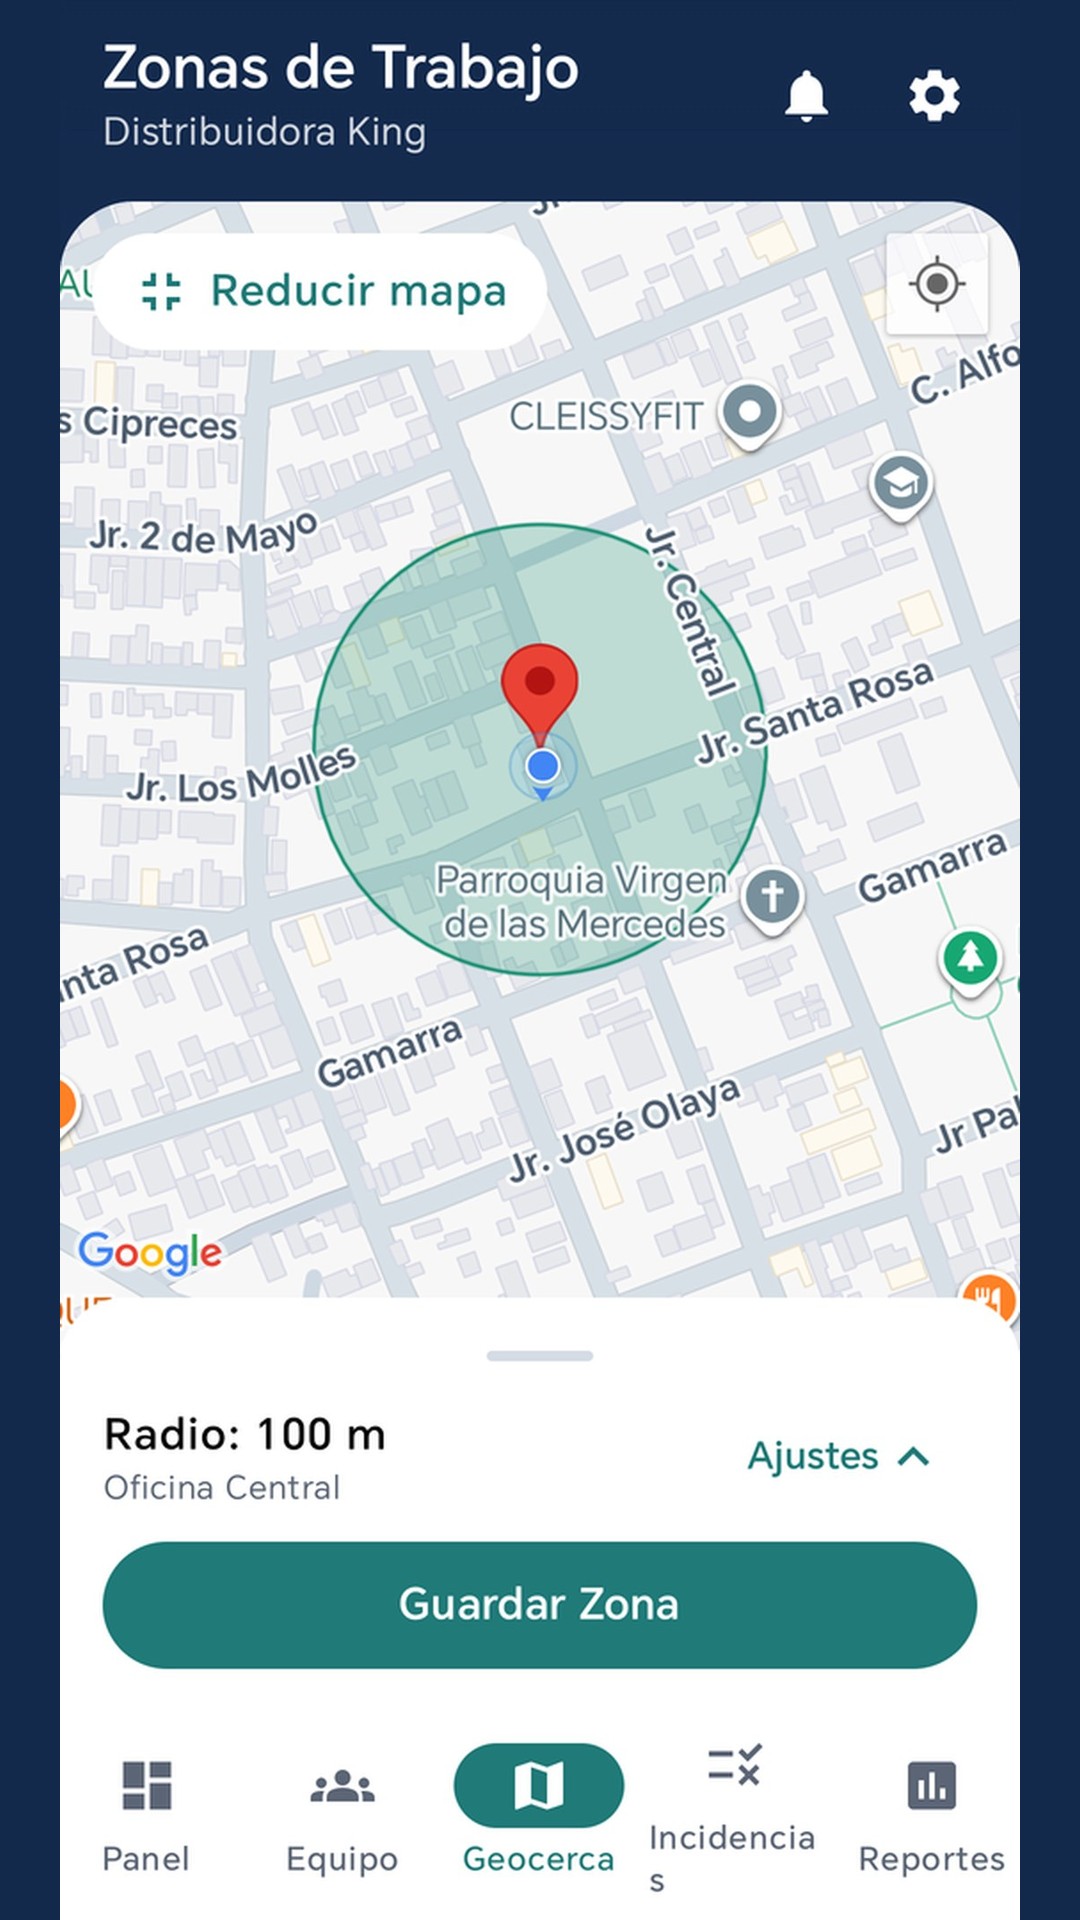 Zonas de Trabajo
Distribuidora King
Reducir mapa
C. Alfo
CLEISSYFIT
s Cipreces
Jr. 2 de Mayo
Jr. Central
Jr. Santa Rosa
Jr. Los Molles
Gamarra
Parroquia Virgen
de las Mercedes
nta Rosa
Gamarra
Jr. José Olaya
Jr Pal
Google
Radio: 100 m
Oficina Central
Ajustes
Guardar Zona
Panel
Equipo
Geocerca
Incidencia
s
Reportes